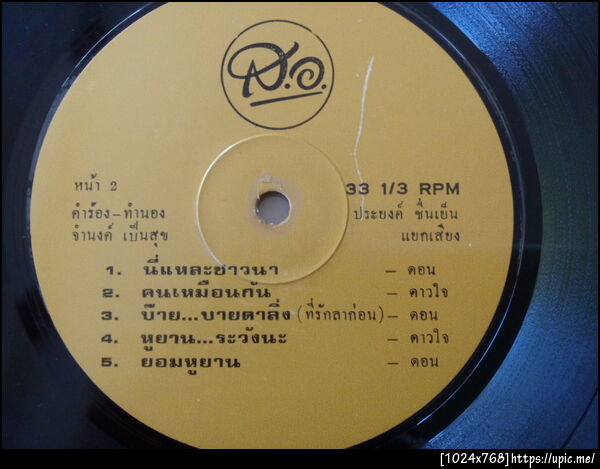 ส.อ.
หน้า 2
33 1/3 RPM
คำร้อง-ทำนอง
ประยงค์ ชื่นเย็น
จำนงค์ เป็นสุข
แยกเสียง
1. นี่แหละชาวนา - ดอน
2. คนเหมือนกัน - ดาวใจ
3. บ๊าย...บายดาลิ่ง (ที่รักลาก่อน) - ดอน
4. หูยาน...ระวังนะ - ดาวใจ
5. ยอมหูยาน - ดอน
[1024x768]https://upic.me/